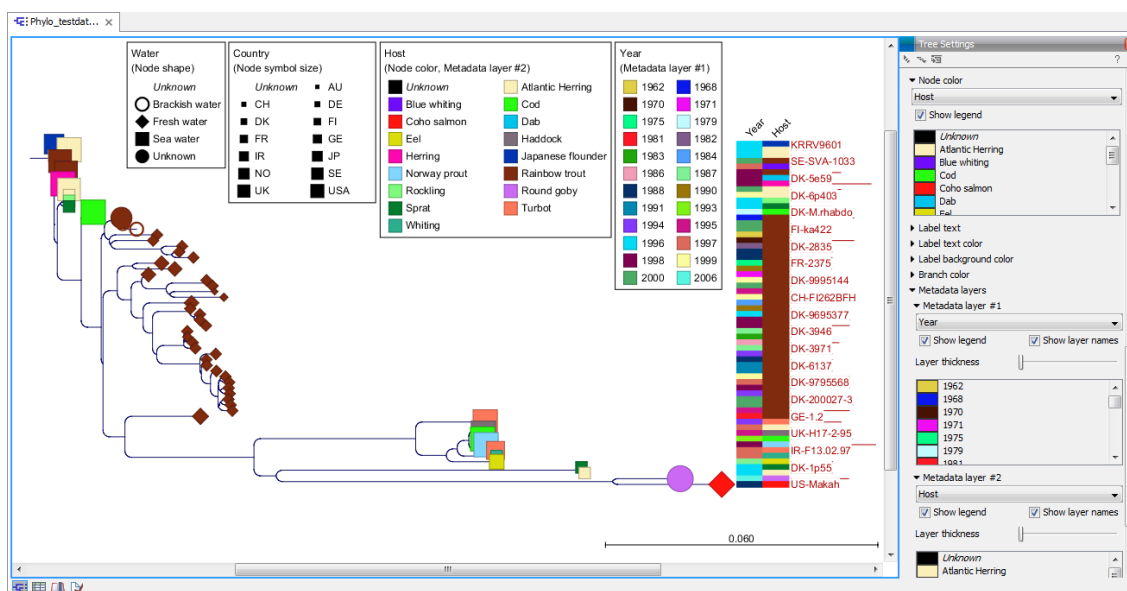 Phylo_testdat...
Water
(Node shape)
Unknown
Brackish water
Fresh water
Sea water
Unknown
Country
(Node symbol size)
Unknown
AU
CH
DE
DK
FI
FR
GE
IR
JP
NO
SE
UK
USA
Host
(Node color, Metadata layer #2)
Unknown
Atlantic Herring
Blue whiting
Cod
Coho salmon
Dab
Eel
Haddock
Herring
Japanese flounder
Norway prout
Rainbow trout
Rockling
Round goby
Sprat
Turbot
Whiting
Year
(Metadata layer #1)
1962
1968
1970
1971
1975
1979
1981
1982
1983
1984
1986
1987
1988
1990
1991
1993
1994
1995
1996
1997
1998
1999
2000
2006
Year
Host
KRRV9601
SE-SVA-1033
DK-5e59
DK-6p403
DK-M.rhabdo
FI-ka422
DK-2835
FR-2375
DK-9995144
CH-FI262BFH
DK-9695377
DK-3946
DK-3971
DK-6137
DK-9795568
DK-200027-3
GE-1.2
UK-H17-2-95
IR-F13.02.97
DK-1p55
US-Makah
0.060
Tree Settings
?
Node color
Host
Show legend
Unknown
Atlantic Herring
Blue whiting
Cod
Coho salmon
Dab
Eel
Label text
Label text color
Label background color
Branch color
Metadata layers
Metadata layer #1
Year
Show legend
Show layer names
Layer thickness
1962
1968
1970
1971
1975
1979
1981
Metadata layer #2
Host
Show legend
Show layer names
Layer thickness
Unknown
Atlantic Herring